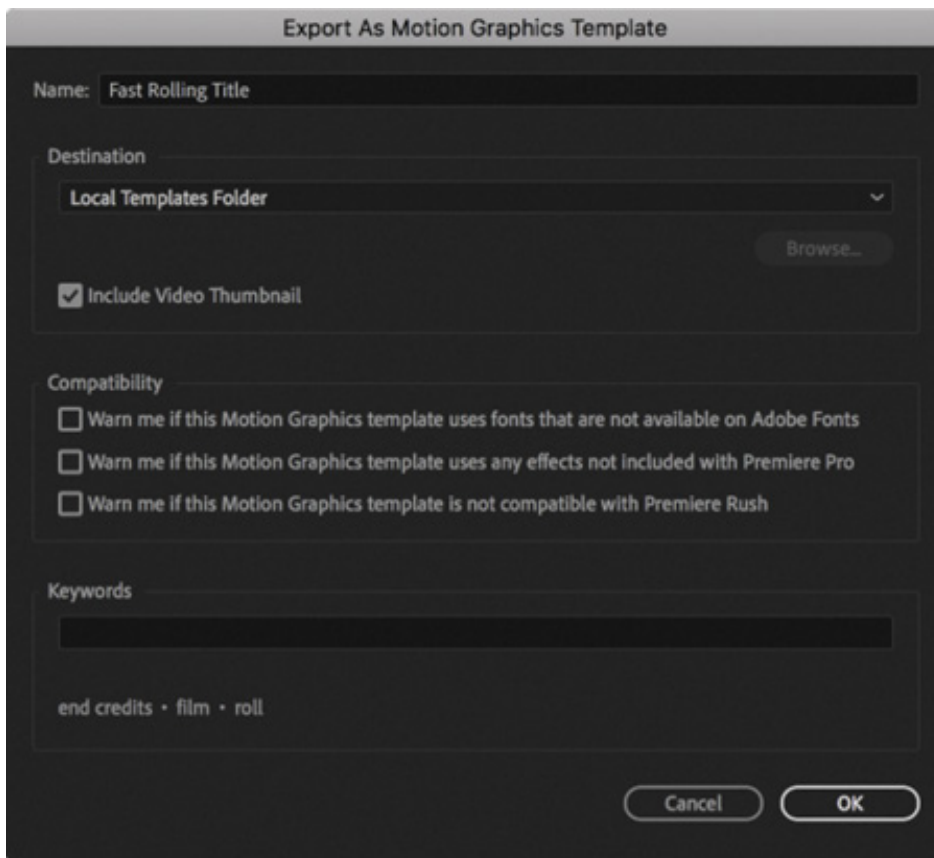 Export As Motion Graphics Template
Name: Fast Rolling Title
Destination
Local Templates Folder
Browse...
Include Video Thumbnail
Compatibility
Warn me if this Motion Graphics template uses fonts that are not available on Adobe Fonts
Warn me if this Motion Graphics template uses any effects not included with Premiere Pro
Warn me if this Motion Graphics template is not compatible with Premiere Rush
Keywords
end credits • film • roll
Cancel OK